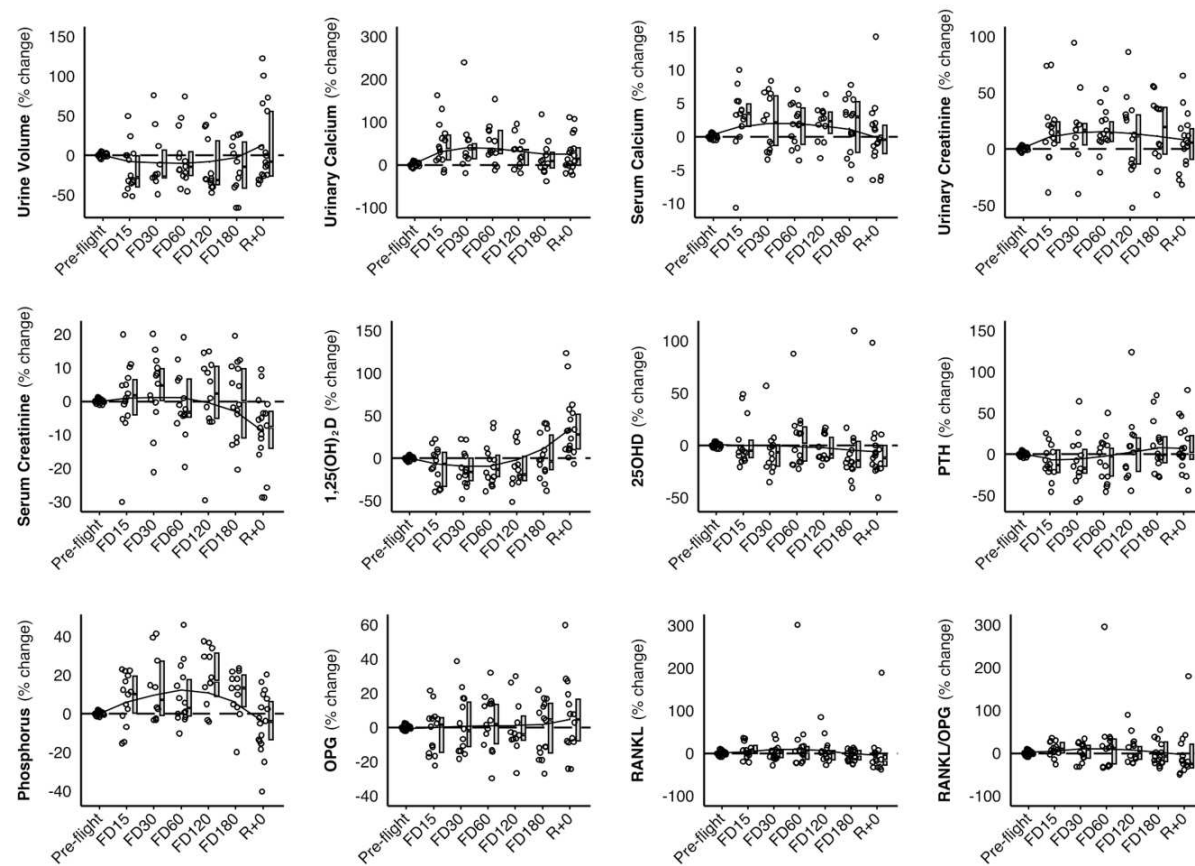 Urine Volume (% change)
150
100
50
0
-50
Pre-flight
FD15
FD30
FD60
FD120
FD180
R+0
Urinary Calcium (% change)
300
200
100
0
-100
Pre-flight
FD15
FD30
FD60
FD120
FD180
R+0
Serum Calcium (% change)
15
10
5
0
-5
-10
Pre-flight
FD15
FD30
FD60
FD120
FD180
R+0
Urinary Creatinine (% change)
100
50
0
-50
Pre-flight
FD15
FD30
FD60
FD120
FD180
R+0
Serum Creatinine (% change)
20
10
0
-10
-20
-30
Pre-flight
FD15
FD30
FD60
FD120
FD180
R+0
1,25(OH)₂D (% change)
150
100
50
0
-50
Pre-flight
FD15
FD30
FD60
FD120
FD180
R+0
25OHD (% change)
100
50
0
-50
Pre-flight
FD15
FD30
FD60
FD120
FD180
R+0
PTH (% change)
150
100
50
0
-50
Pre-flight
FD15
FD30
FD60
FD120
FD180
R+0
Phosphorus (% change)
40
20
0
-20
-40
Pre-flight
FD15
FD30
FD60
FD120
FD180
R+0
OPG (% change)
60
40
20
0
-20
-40
Pre-flight
FD15
FD30
FD60
FD120
FD180
R+0
RANKL (% change)
300
200
100
0
-100
Pre-flight
FD15
FD30
FD60
FD120
FD180
R+0
RANKL/OPG (% change)
300
200
100
0
-100
Pre-flight
FD15
FD30
FD60
FD120
FD180
R+0